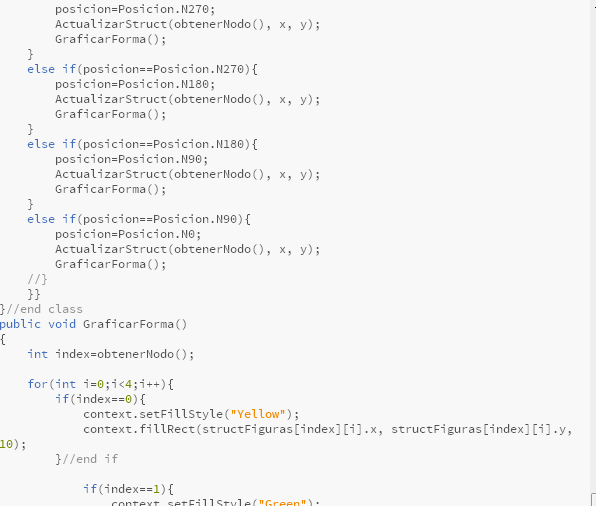 posicion=Posicion.N270;
ActualizarStruct(obtenerNodo(), x, y);
GraficarForma();
}
else if(posicion==Posicion.N270){
posicion=Posicion.N180;
ActualizarStruct(obtenerNodo(), x, y);
GraficarForma();
}
else if(posicion==Posicion.N180){
posicion=Posicion.N90;
ActualizarStruct(obtenerNodo(), x, y);
GraficarForma();
}
else if(posicion==Posicion.N90){
posicion=Posicion.N0;
ActualizarStruct(obtenerNodo(), x, y);
GraficarForma();
//}
}}
}//end class
public void GraficarForma()
{
int index=obtenerNodo();
for(int i=0;i<4;i++){
if(index==0){
context.setFillStyle("Yellow");
context.fillRect(structFiguras[index][i].x, structFiguras[index][i].y,
10);
}//end if
if(index==1){
context.setFillStyle("Green");